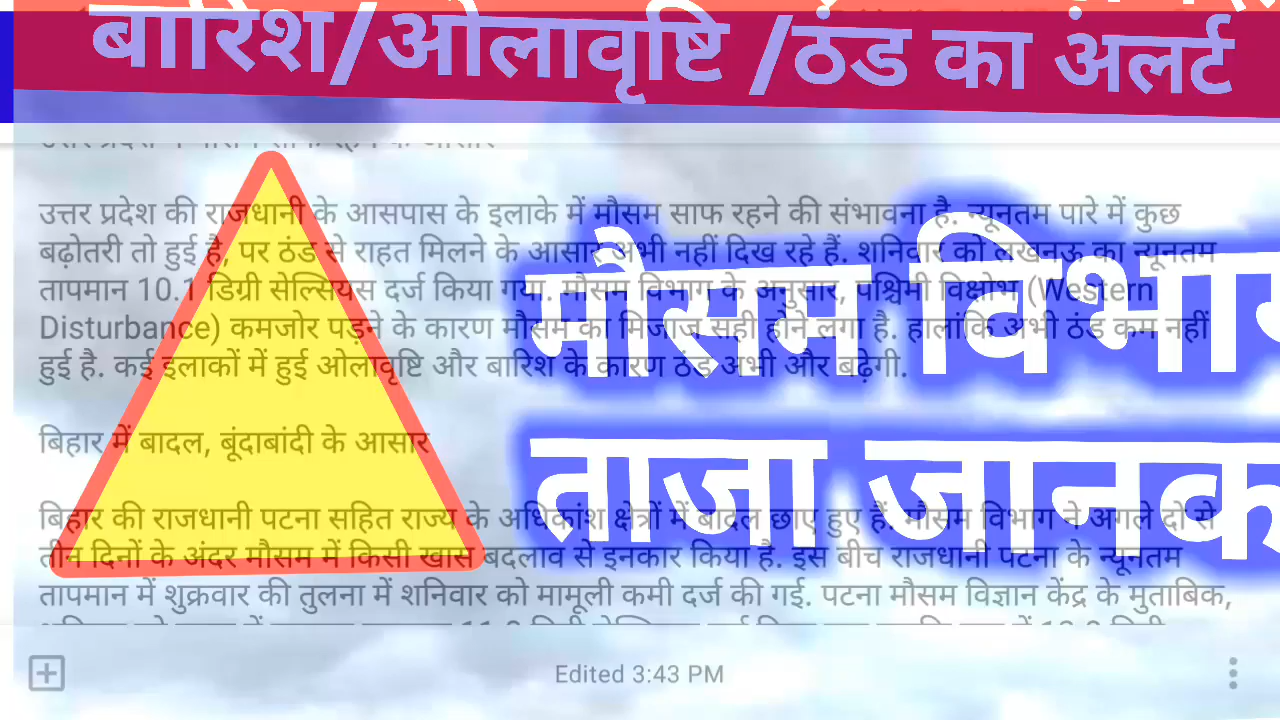 बारिश/ओलावृष्टि /ठंड का अलर्ट
उत्तर प्रदेश की राजधानी के आसपास के इलाके में मौसम साफ रहने की संभावना है. न्यूनतम पारे में कुछ
बढ़ोतरी तो हुई है, पर ठंड से राहत मिलने के आसार अभी नहीं दिख रहे हैं. शनिवार को लखनऊ का न्यूनतम
तापमान 10.1 डिग्री सेल्सियस दर्ज किया गया. मौसम विभाग के अनुसार, पश्चिमी विक्षोभ (Western
Disturbance) कमजोर पड़ने के कारण मौसम का मिजाज सही होने लगा है. हालांकि अभी ठंड कम नहीं
हुई है. कई इलाकों में हुई ओलावृष्टि और बारिश के कारण ठंड अभी और बढ़ेगी.
मौसम
ताजा
बिहार में बादल, बूंदाबांदी के आसार
बिहार की राजधानी पटना सहित राज्य के अधिकांश क्षेत्रों में बादल छाए हुए हैं. मौसम विभाग ने अगले दो से
तीन दिनों के अंदर मौसम में किसी खास बदलाव से इनकार किया है. इस बीच राजधानी पटना के न्यूनतम
तापमान में शुक्रवार की तुलना में शनिवार को मामूली कमी दर्ज की गई. पटना मौसम विज्ञान केंद्र के मुताबिक,
Edited 3:43 PM